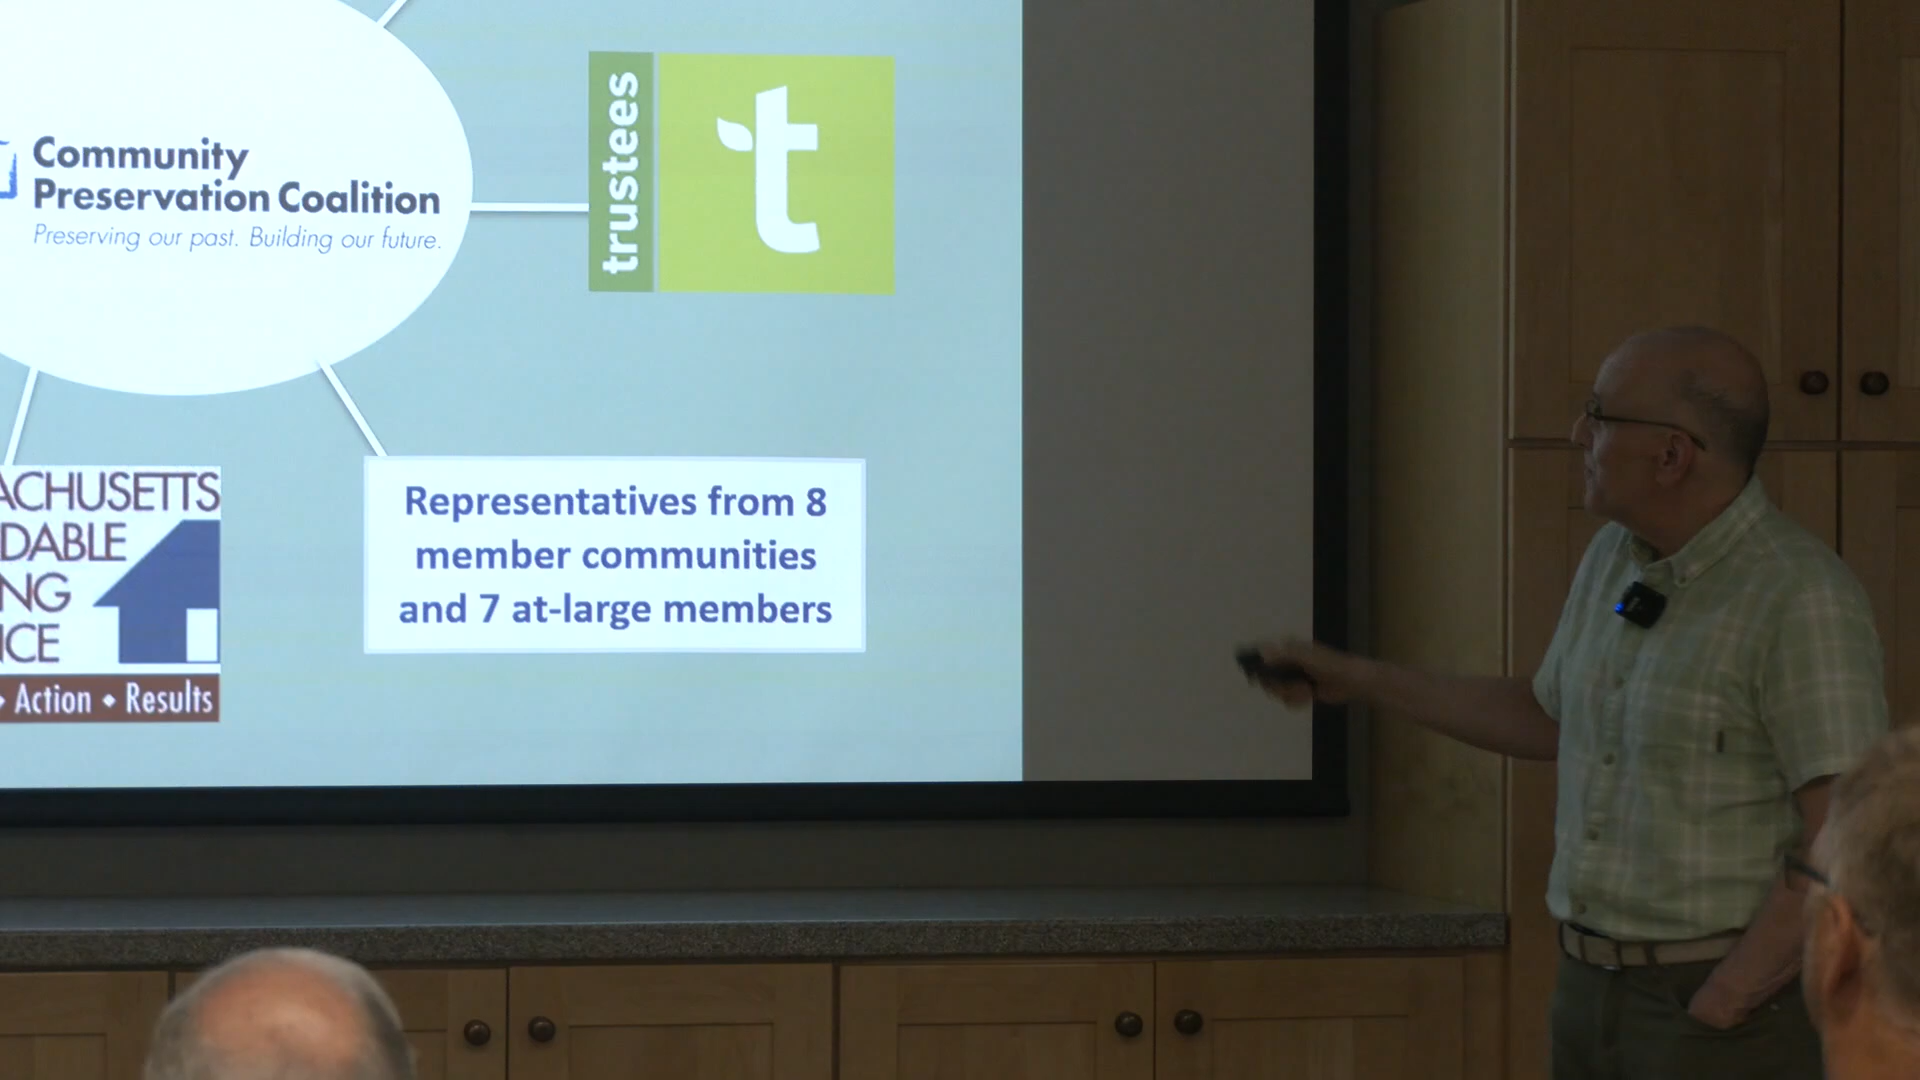 Community
Preservation Coalition
Preserving our past. Building our future.
trustees
t
ACHUSETTS
DABLE
NG
ICE
Action • Results
Representatives from 8
member communities
and 7 at-large members